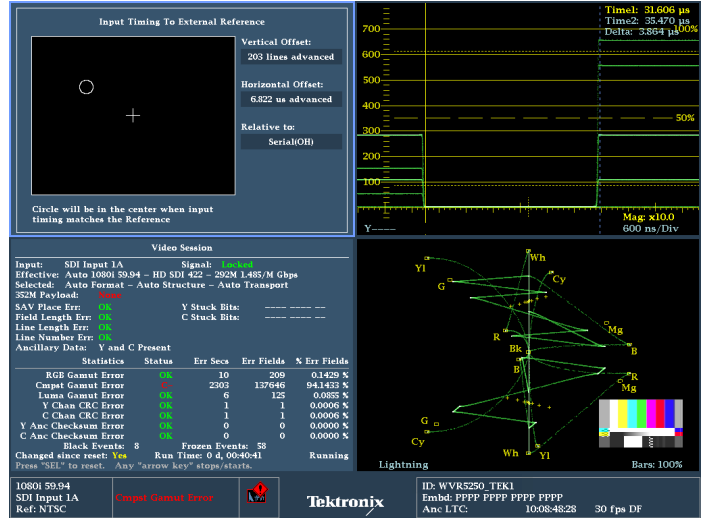 Input Timing To External Reference
Vertical Offset:
203 lines advanced
Horizontal Offset:
6.822 us advanced
Relative to:
Serial(OH)
Circle will be in the center when input
timing matches the Reference
Time1: 31.606 µs
Time2: 35.470 µs
Delta: 3.864 µs
100%
700
600
500
50%
400
300
200
100
Mag: x10.0
Y----
600 ns/Div
Video Session
Input: SDI Input 1A Signal: Locked
Effective: Auto 1080i 59.94 – HD SDI 422 – 292M 1.485/M Gbps
Selected: Auto Format – Auto Structure – Auto Transport
352M Payload: None
SAV Place Err: OK Y Stuck Bits: ---- ---- --
Field Length Err: OK C Stuck Bits: ---- ---- --
Line Length Err: OK
Line Number Err: OK
Ancillary Data: Y and C Present
Statistics Status Err Secs Err Fields % Err Fields
RGB Gamut Error OK 10 209 0.1429 %
Cmpst Gamut Error C 2303 137646 94.1433 %
Luma Gamut Error OK 6 125 0.0855 %
Y Chan CRC Error OK 1 1 0.0006 %
C Chan CRC Error OK 1 1 0.0006 %
Y Anc Checksum Error OK 0 0 0.0000 %
C Anc Checksum Error OK 0 0 0.0000 %
Black Events: 8 Frozen Events: 58
Changed since reset: Yes Run Time: 0 d, 00:40:41 Running
Press "SEL" to reset. Any "arrow key" stops/starts.
Wh
Yl
Cy
G
Mg
R
Bk
B
B
R
Mg
G
Cy
Wh
Yl
Lightning
Bars: 100%
1080i 59.94
SDI Input 1A
Ref: NTSC
Cmpst Gamut Error
Tektronix
ID: WVR5250_TEK1
Embd: PPPP PPPP PPPP PPPP
Anc LTC: 10:08:48:28 30 fps DF